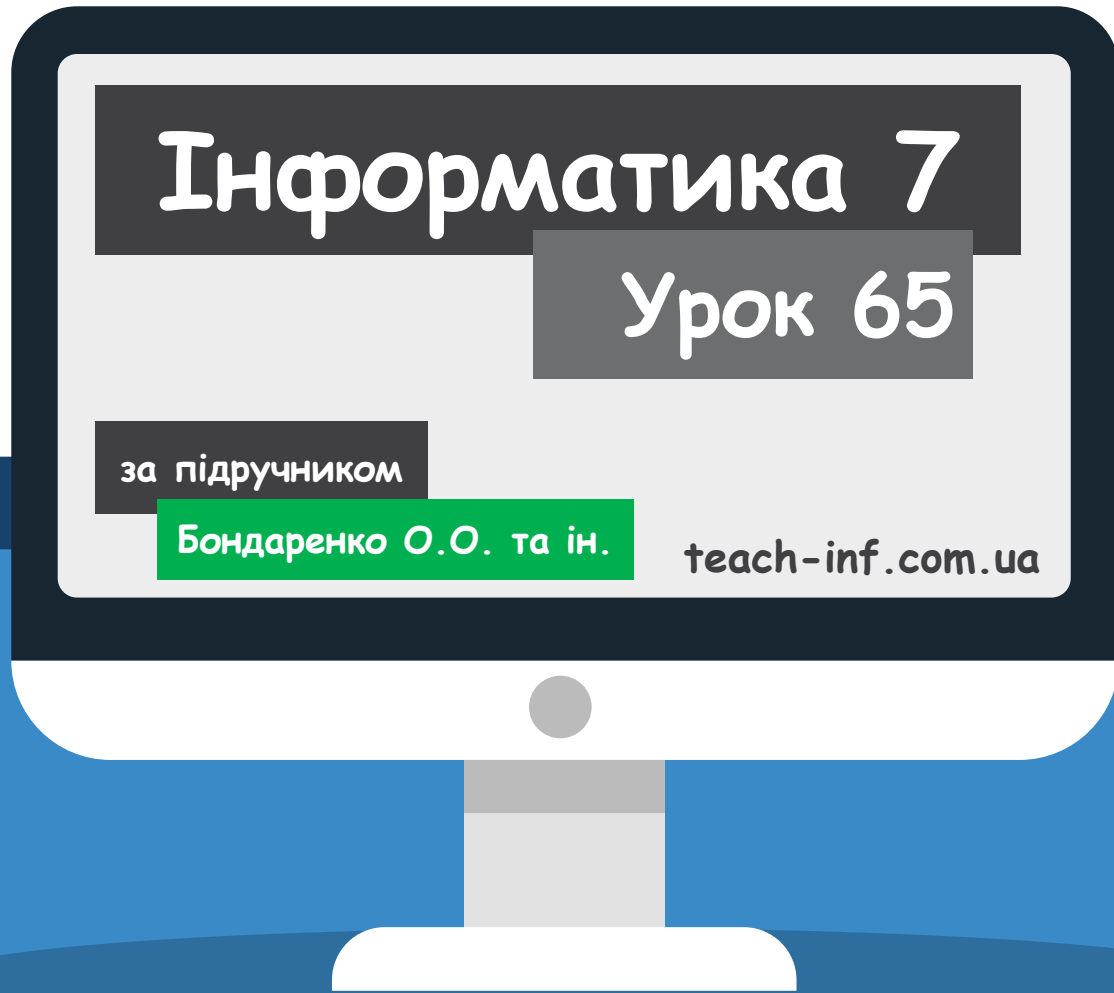 Інформатика 7
Урок 65
за підручником
Бондаренко О.О. та ін.
teach-inf.com.ua